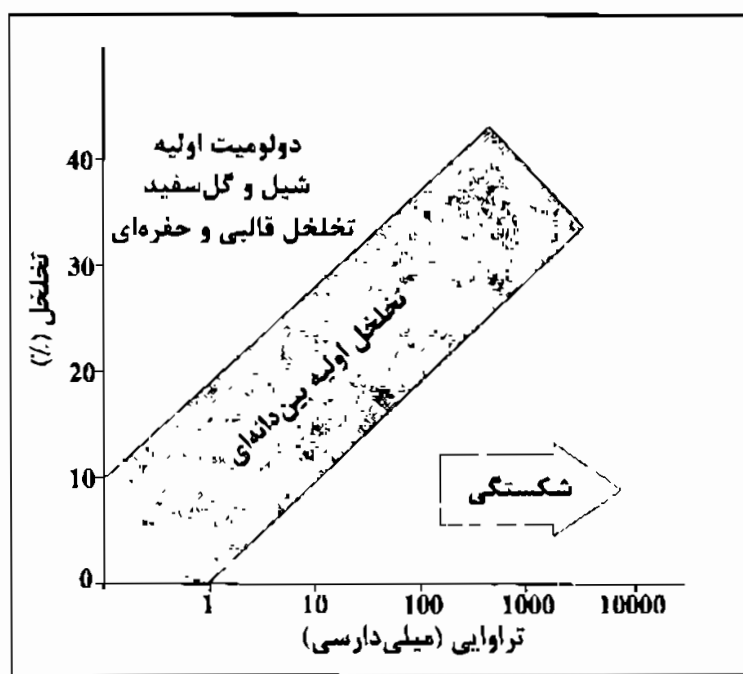 دولومیت اولیه
شیل و گل‌سفید
تخلخل قالبی و حفره‌ای
تخلخل (٪)
40
30
20
10
0
تخلخل اولیه بین دانه‌ای
شکستگی
1
10
100
1000
10000
تراوایی (میلی‌دارسی)